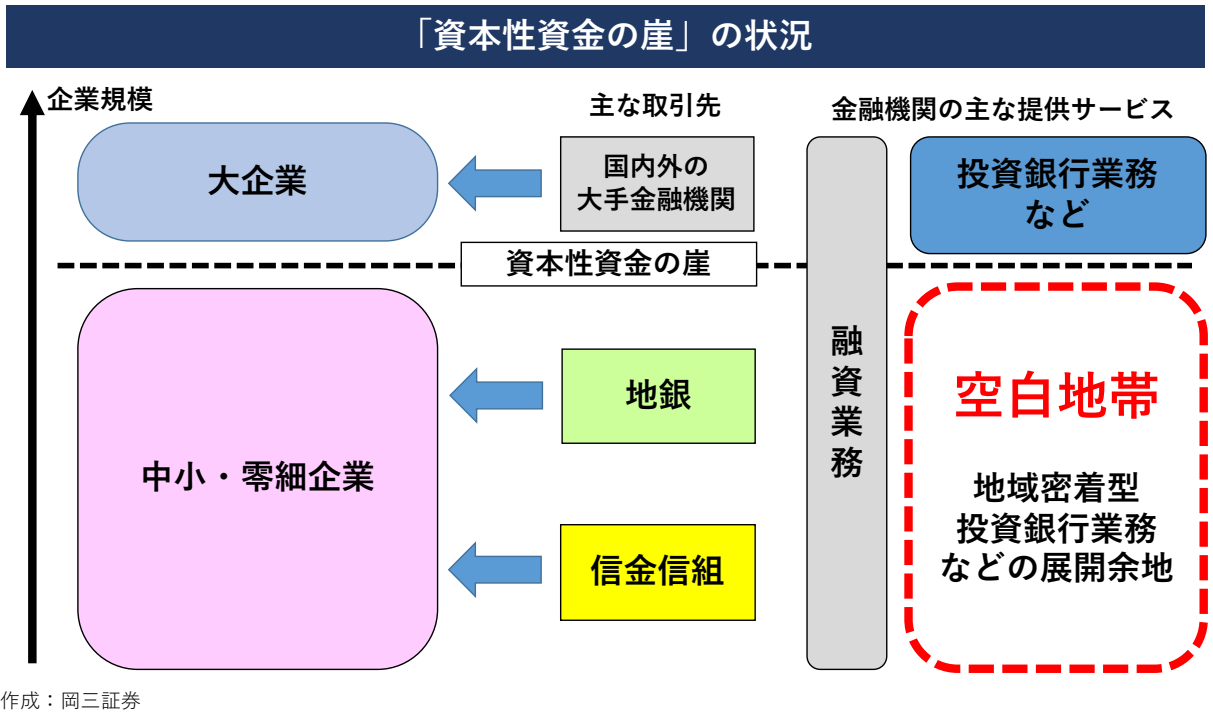 「資本性資金の崖」の状況
企業規模
主な取引先
金融機関の主な提供サービス
大企業
国内外の
大手金融機関
投資銀行業務
など
資本性資金の崖
融資業務
中小・零細企業
地銀
信金信組
空白地帯
地域密着型
投資銀行業務
などの展開余地
作成：岡三証券